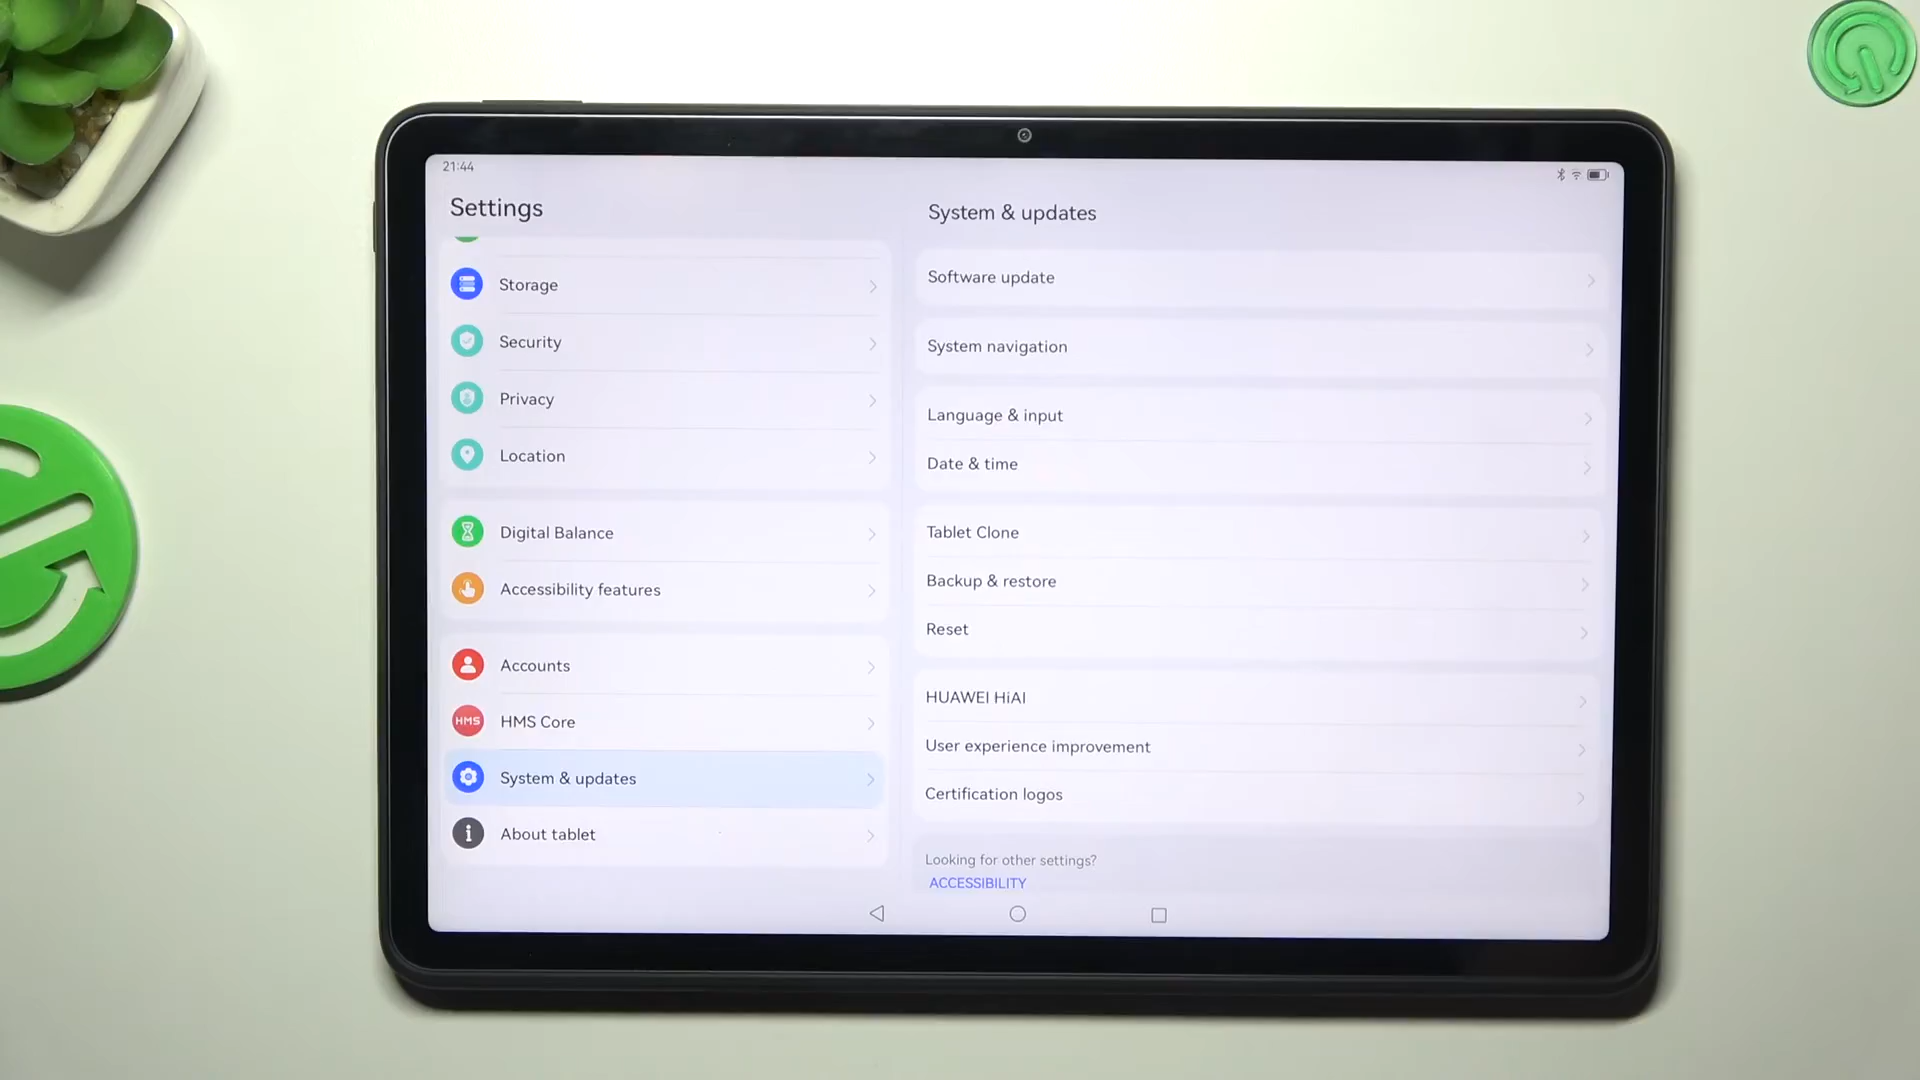 21:44
Settings
Storage
Security
Privacy
Location
Digital Balance
Accessibility features
Accounts
HMS
HMS Core
System & updates
About tablet
System & updates
Software update
System navigation
Language & input
Date & time
Tablet Clone
Backup & restore
Reset
HUAWEI HiAI
User experience improvement
Certification logos
Looking for other settings?
ACCESSIBILITY